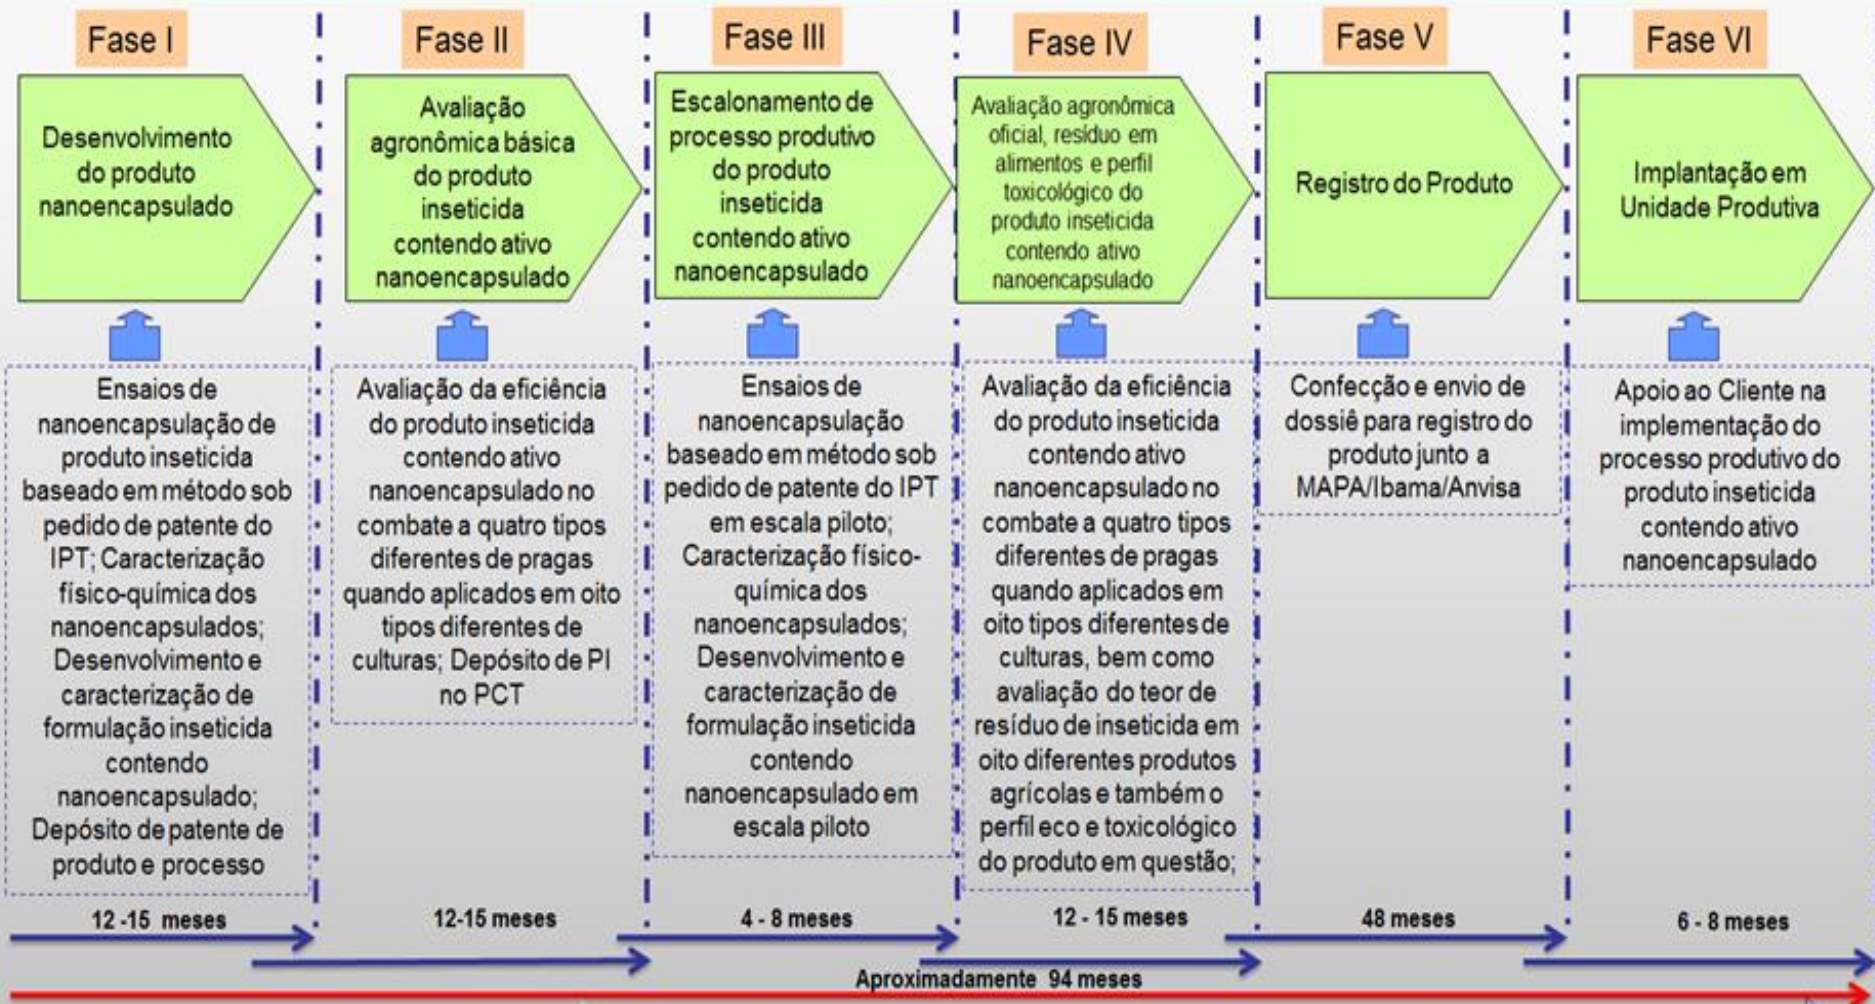 Fase I
Desenvolvimento
do produto
nanoencapsulado
Ensaios de
nanoencapsulação de
produto inseticida
baseado em método sob
pedido de patente do
IPT; Caracterização
físico-química dos
nanoencapsulados;
Desenvolvimento e
caracterização de
formulação inseticida
contendo
nanoencapsulado;
Depósito de patente de
produto e processo
12 -15 meses
Fase II
Avaliação
agronômica básica
do produto
inseticida
contendo ativo
nanoencapsulado
Avaliação da eficiência
do produto inseticida
contendo ativo
nanoencapsulado no
combate a quatro tipos
diferentes de pragas
quando aplicados em oito
tipos diferentes de
culturas; Depósito de PI
no PCT
12-15 meses
Fase III
Escalonamento de
processo produtivo
do produto
inseticida
contendo ativo
nanoencapsulado
Ensaios de
nanoencapsulação
baseado em método sob
pedido de patente do IPT
em escala piloto;
Caracterização físico-
química dos
nanoencapsulados;
Desenvolvimento e
caracterização de
formulação inseticida
contendo
nanoencapsulado em
escala piloto
4 - 8 meses
Fase IV
Avaliação agronômica
oficial, resíduo em
alimentos e perfil
toxicológico do
produto inseticida
contendo ativo
nanoencapsulado
Avaliação da eficiência
do produto inseticida
contendo ativo
nanoencapsulado no
combate a quatro tipos
diferentes de pragas
quando aplicados em
oito tipos diferentes de
culturas, bem como
avaliação do teor de
resíduo de inseticida em
oito diferentes produtos
agrícolas e também o
perfil eco e toxicológico
do produto em questão;
12 - 15 meses
Fase V
Registro do Produto
Confecção e envio de
dossiê para registro do
produto junto a
MAPA/Ibama/Anvisa
48 meses
Fase VI
Implantação em
Unidade Produtiva
Apoio ao Cliente na
implementação do
processo produtivo do
produto inseticida
contendo ativo
nanoencapsulado
6 - 8 meses
Aproximadamente 94 meses